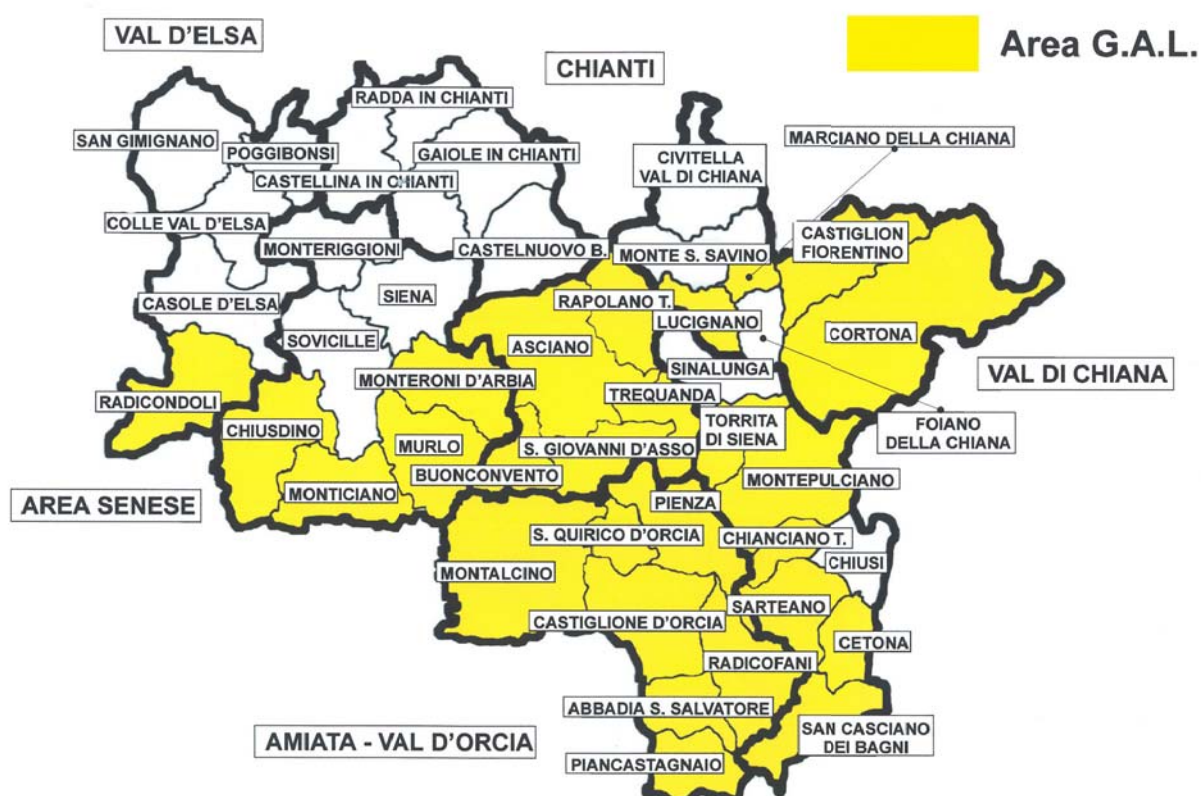 VAL D'ELSA
Area G.A.L.
CHIANTI
RADDA IN CHIANTI
SAN GIMIGNANO
POGGIBONSI
GAIOLE IN CHIANTI
MARCIANO DELLA CHIANA
CIVITELLA
VAL DI CHIANA
CASTELLINA IN CHIANTI
COLLE VAL D'ELSA
MONTERIGGIONI
CASTELNUOVO B.
MONTE S. SAVINO
CASTIGLION
FIORENTINO
CASOLE D'ELSA
SIENA
RAPOLANO T.
LUCIGNANO
SOVICILLE
ASCIANO
CORTONA
SINALUNGA
VAL DI CHIANA
MONTERONI D'ARBIA
TREQUANDA
RADICONDOLI
CHIUSDINO
TORRITA
DI SIENA
FOIANO
DELLA CHIANA
MURLO
S. GIOVANNI D'ASSO
BUONCONVENTO
MONTEPULCIANO
MONTICIANO
AREA SENESE
PIENZA
S. QUIRICO D'ORCIA
CHIANCIANO T.
CHIUSI
MONTALCINO
SARTEANO
CASTIGLIONE D'ORCIA
CETONA
RADICOFANI
ABBADIA S. SALVATORE
SAN CASCIANO
DEI BAGNI
AMIATA - VAL D'ORCIA
PIANCASTAGNAIO